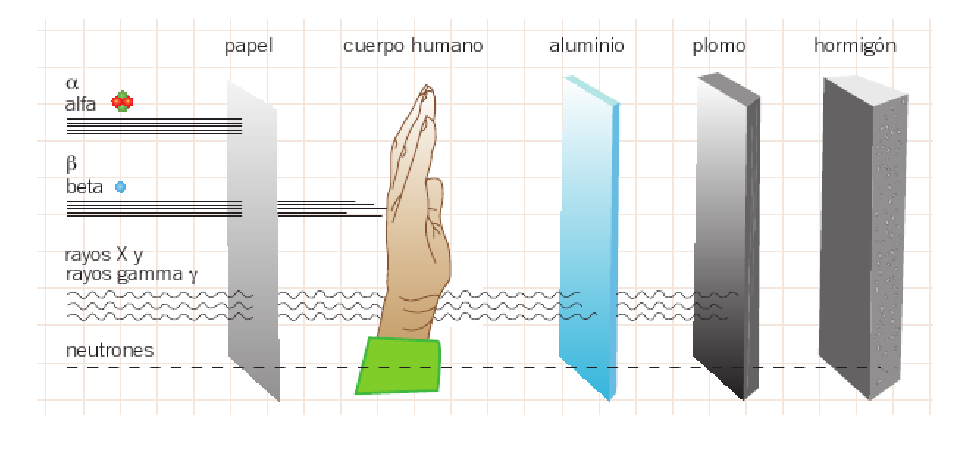 papel cuerpo humano aluminio plomo hormigón
α
alfa
β
beta
rayos X y
rayos gamma γ
neutrones